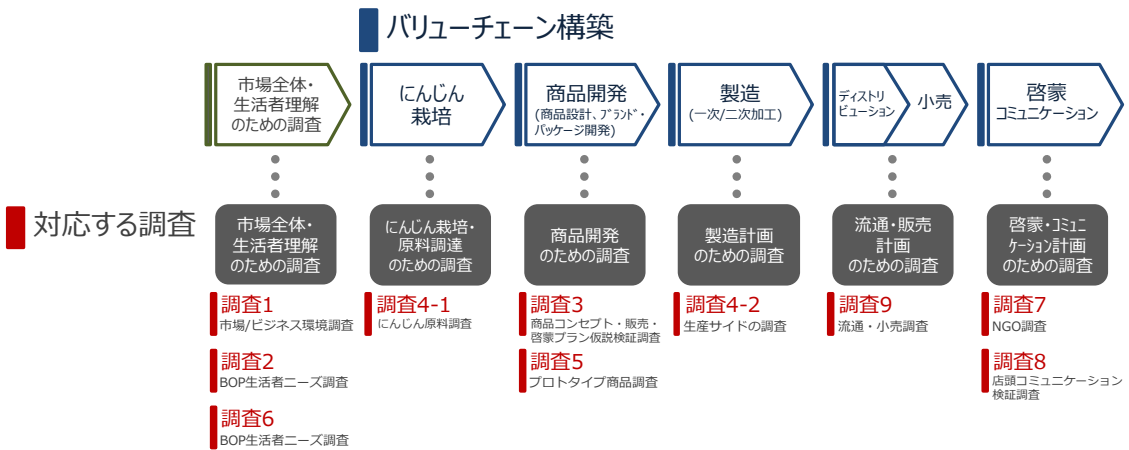 バリューチェーン構築
市場全体・
生活者理解
のための調査
にんじん
栽培
商品開発
(商品設計、ﾌﾞﾗﾝﾄﾞ・
パッケージ開発)
製造
(一次/二次加工)
ディストリ
ビューション
小売
啓蒙
コミュニケーション
対応する調査
市場全体・
生活者理解
のための調査
にんじん栽培・
原料調達
のための調査
商品開発
のための調査
製造計画
のための調査
流通・販売
計画
のための調査
啓蒙・ｺﾐｭﾆ
ｹｰｼｮﾝ計画
のための調査
調査1
市場/ビジネス環境調査
調査2
BOP生活者ニーズ調査
調査6
BOP生活者ニーズ調査
調査4-1
にんじん原料調査
調査3
商品コンセプト・販売・
啓蒙プラン仮説検証調査
調査5
プロトタイプ商品調査
調査4-2
生産サイドの調査
調査9
流通・小売調査
調査7
NGO調査
調査8
店頭コミュニケーション
検証調査